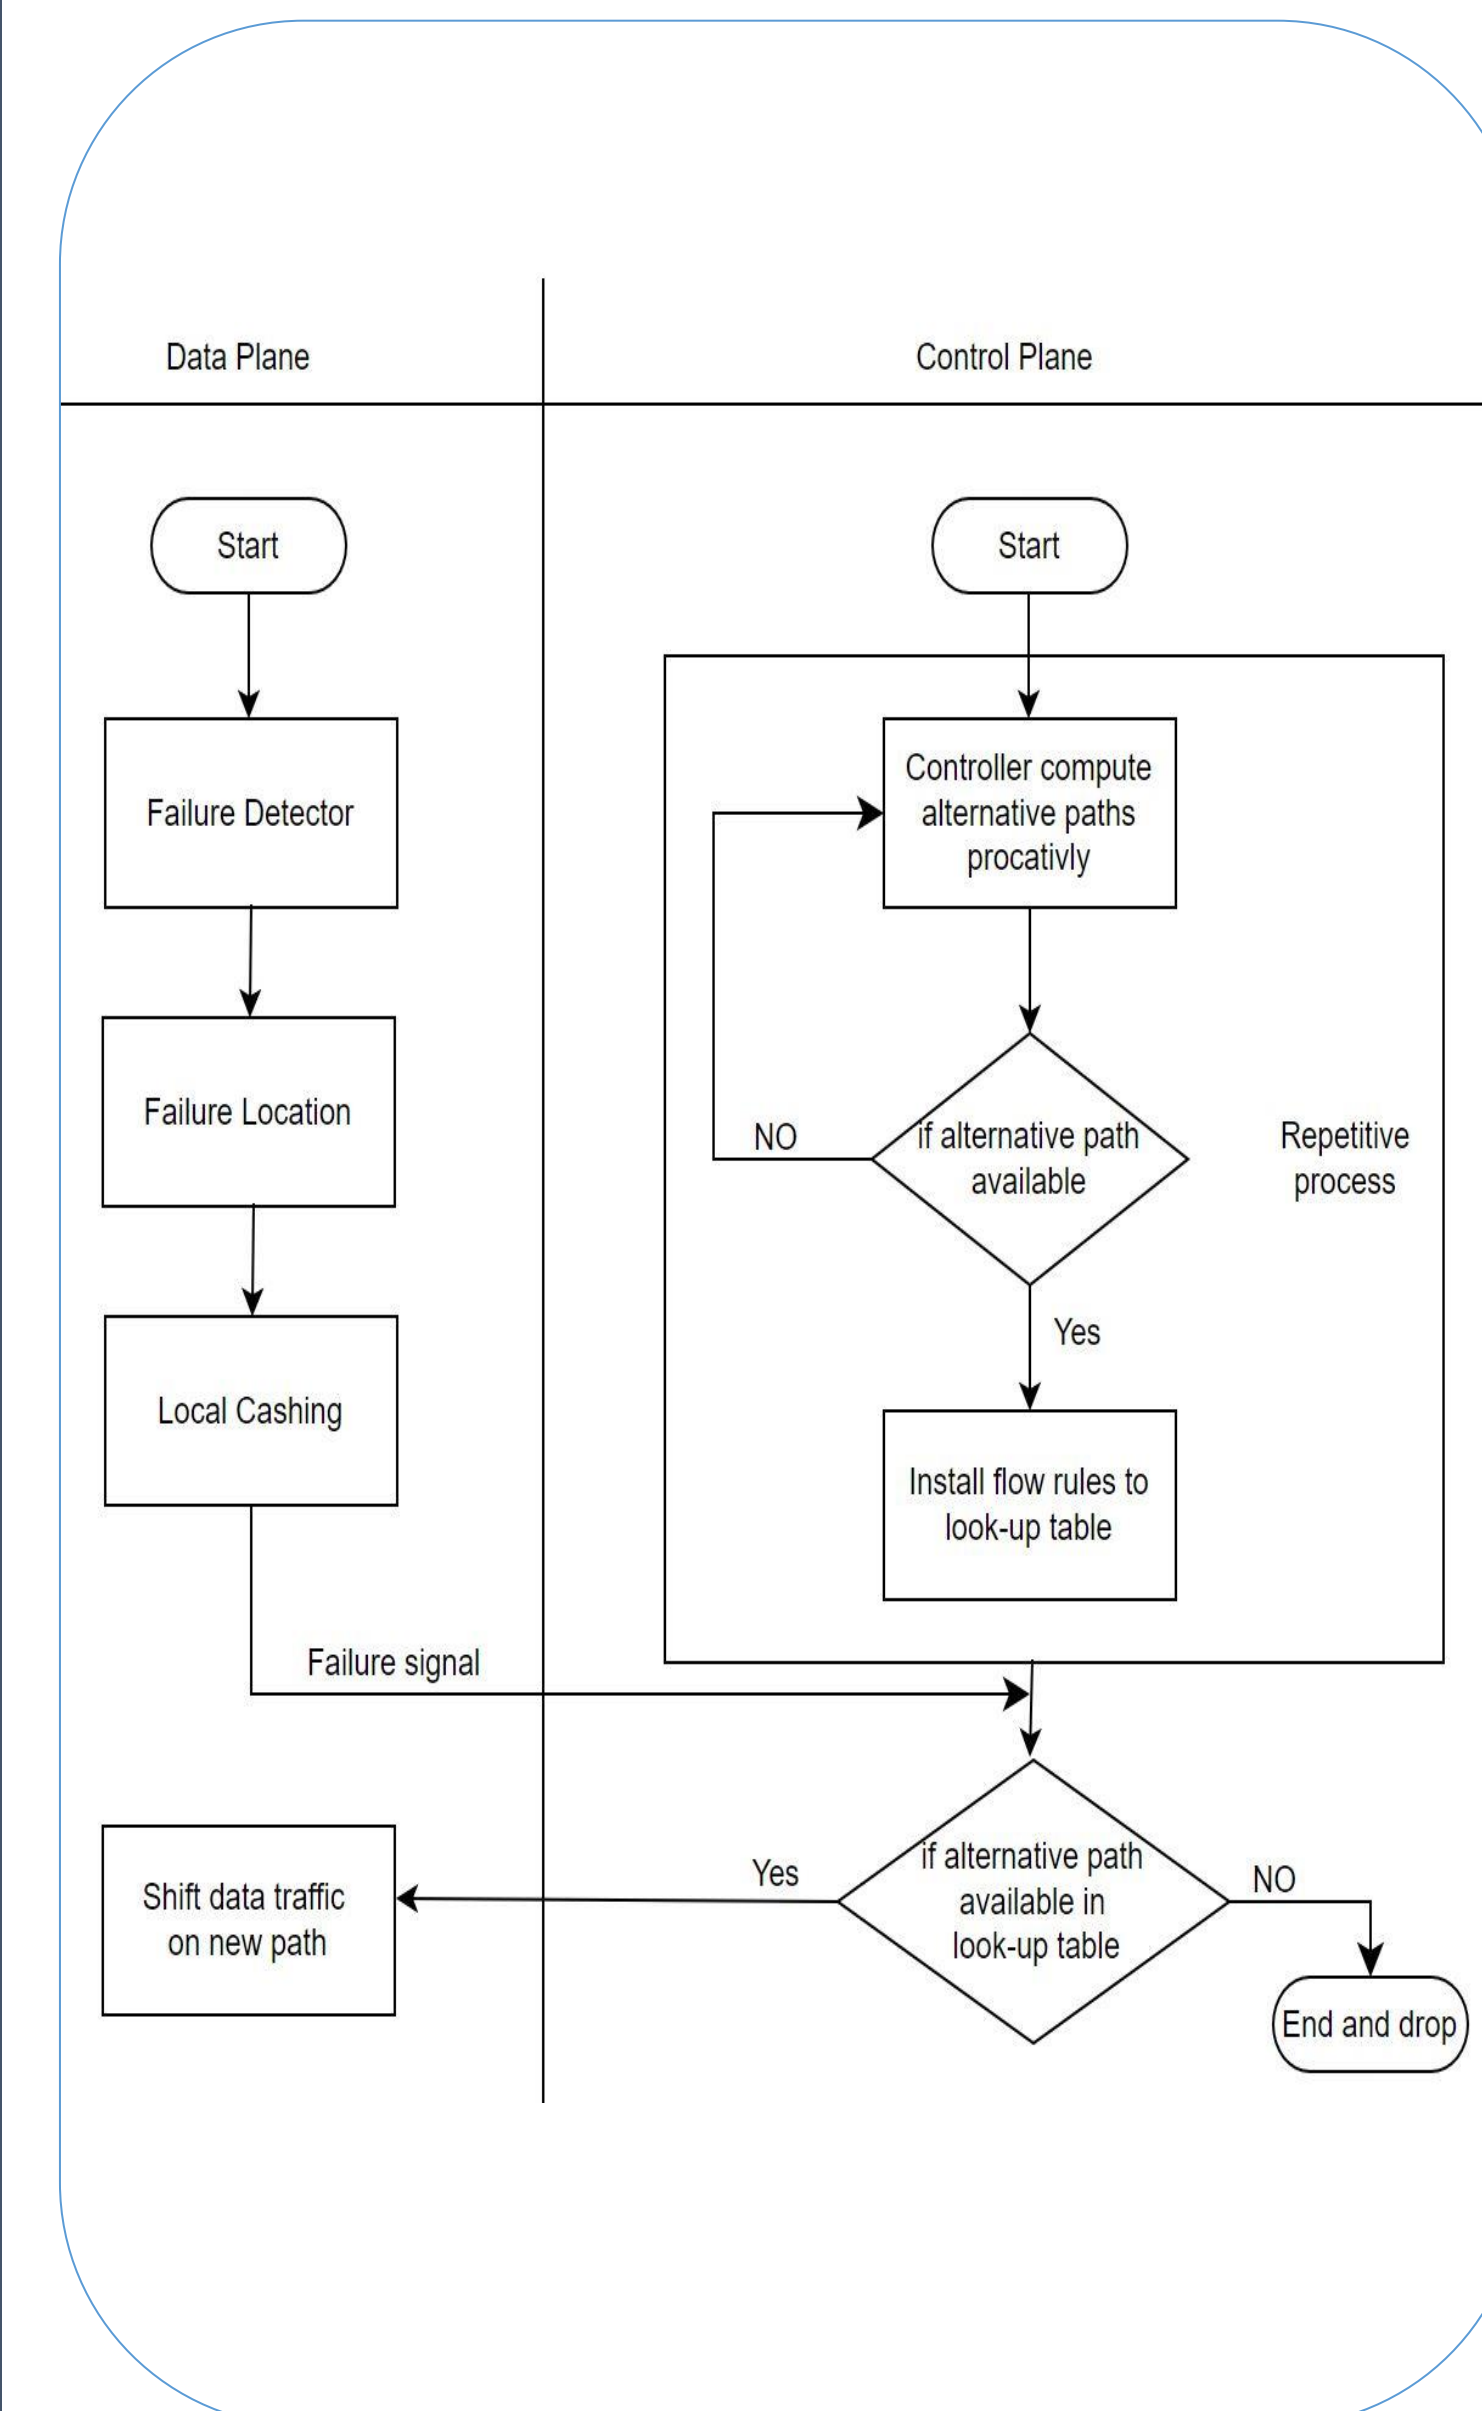 Data Plane
Control Plane
Start
Failure Detector
Failure Location
Local Cashing
Failure signal
Shift data traffic
on new path
Start
Controller compute
alternative paths
procativly
if alternative path
available
NO
Repetitive
process
Yes
Install flow rules to
look-up table
if alternative path
available in
look-up table
Yes
NO
End and drop